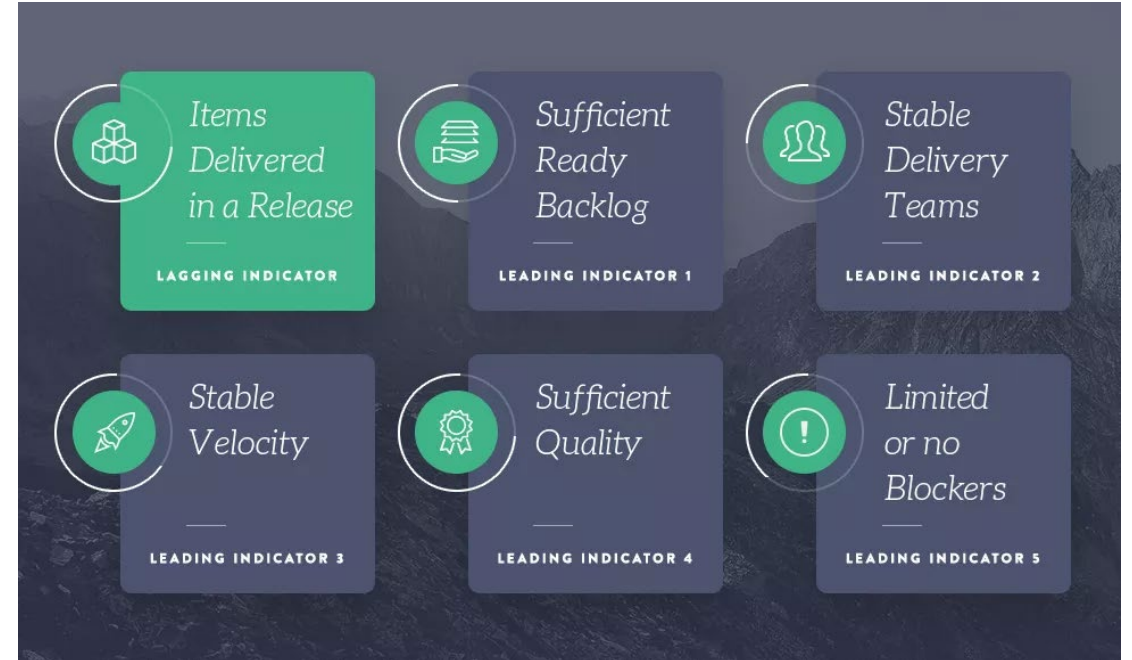 Items
Delivered
in a Release
LAGGING INDICATOR
Sufficient
Ready
Backlog
LEADING INDICATOR 1
Stable
Delivery
Teams
LEADING INDICATOR 2
Stable
Velocity
LEADING INDICATOR 3
Sufficient
Quality
LEADING INDICATOR 4
!
Limited
or no
Blockers
LEADING INDICATOR 5